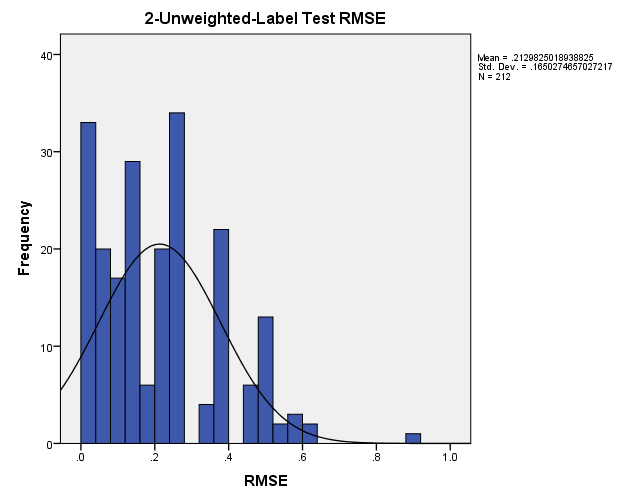 2-Unweighted-Label Test RMSE
Mean = .2129825018938825
Std. Dev. = .1650274657027217
N = 212
40
30
20
10
0
Frequency
.0 .2 .4 .6 .8 1.0
RMSE